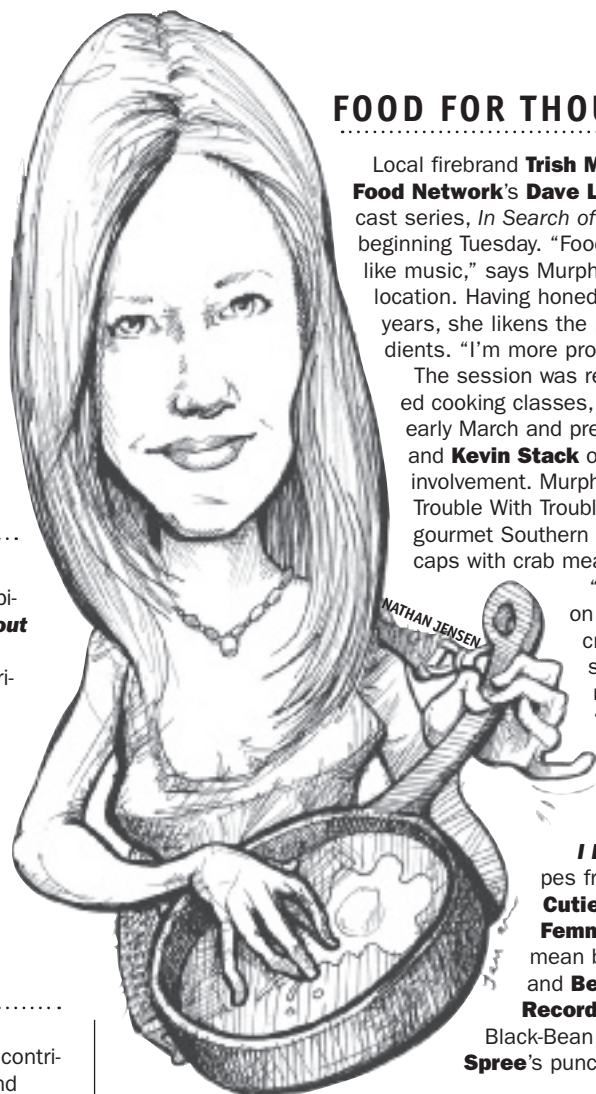 FOOD FOR THOU
Local firebrand Trish M
Food Network's Dave L
cast series, In Search of
beginning Tuesday. “Food
like music,” says Murph
location. Having honed
years, she likens the
dients. “I'm more pro
The session was re
ed cooking classes,
early March and pre
and Kevin Stack o
involvement. Murph
Trouble With Troubl
gourmet Southern
caps with crab mea
“
on
cr
s
NATHAN JENSEN
I
pes fr
Cutie
Femm
mean b
and Be
Record
Black-Bean
Spree's punc
Jensen
out
ri-
contri-
nd